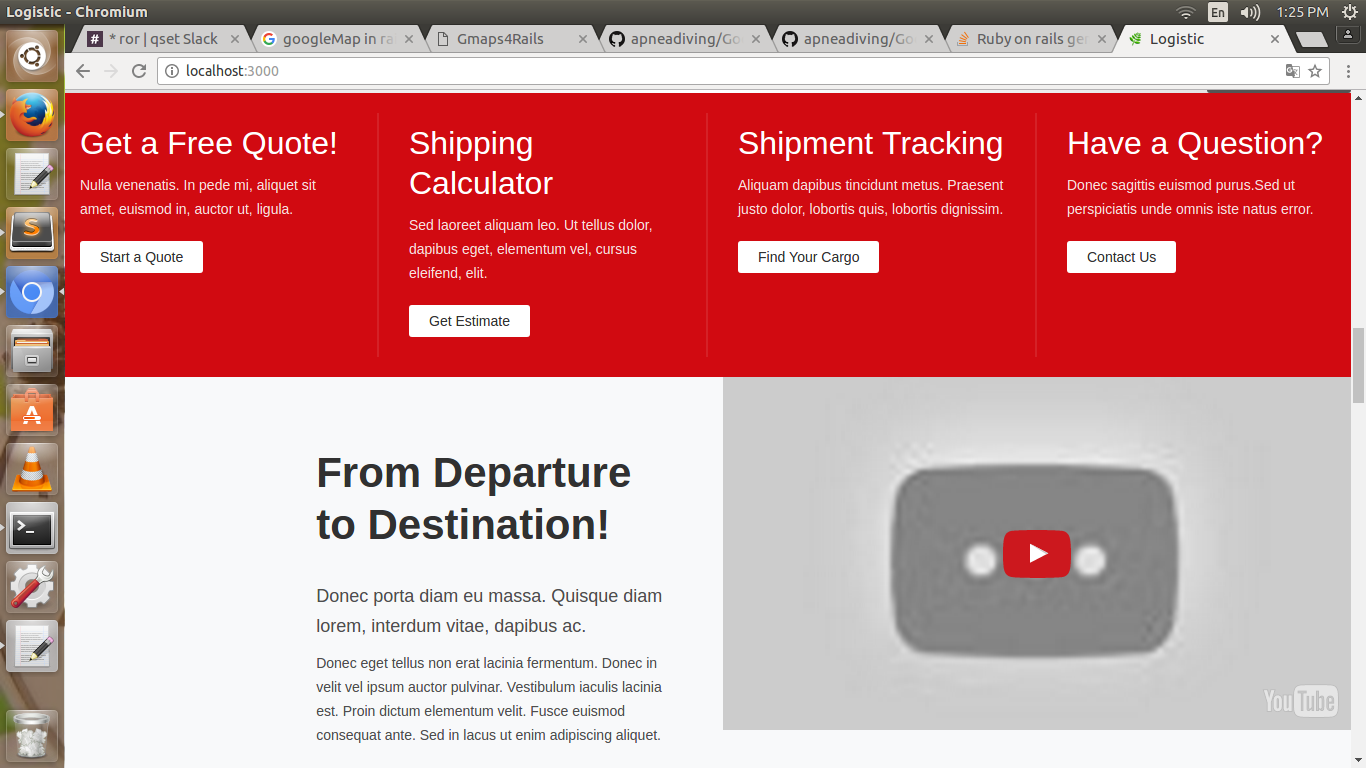 Logistic - Chromium
En
1:25 PM
* ror | qset Slack
googleMap in ra
Gmaps4Rails
apneadiving/Go
apneadiving/Go
Ruby on rails ge
Logistic
localhost:3000
Get a Free Quote!
Nulla venenatis. In pede mi, aliquet sit
amet, euismod in, auctor ut, ligula.
Start a Quote
Shipping
Calculator
Sed laoreet aliquam leo. Ut tellus dolor,
dapibus eget, elementum vel, cursus
eleifend, elit.
Get Estimate
Shipment Tracking
Aliquam dapibus tincidunt metus. Praesent
justo dolor, lobortis quis, lobortis dignissim.
Find Your Cargo
Have a Question?
Donec sagittis euismod purus.Sed ut
perspiciatis unde omnis iste natus error.
Contact Us
From Departure
to Destination!
Donec porta diam eu massa. Quisque diam
lorem, interdum vitae, dapibus ac.
Donec eget tellus non erat lacinia fermentum. Donec in
velit vel ipsum auctor pulvinar. Vestibulum iaculis lacinia
est. Proin dictum elementum velit. Fusce euismod
consequat ante. Sed in lacus ut enim adipiscing aliquet.
YouTube